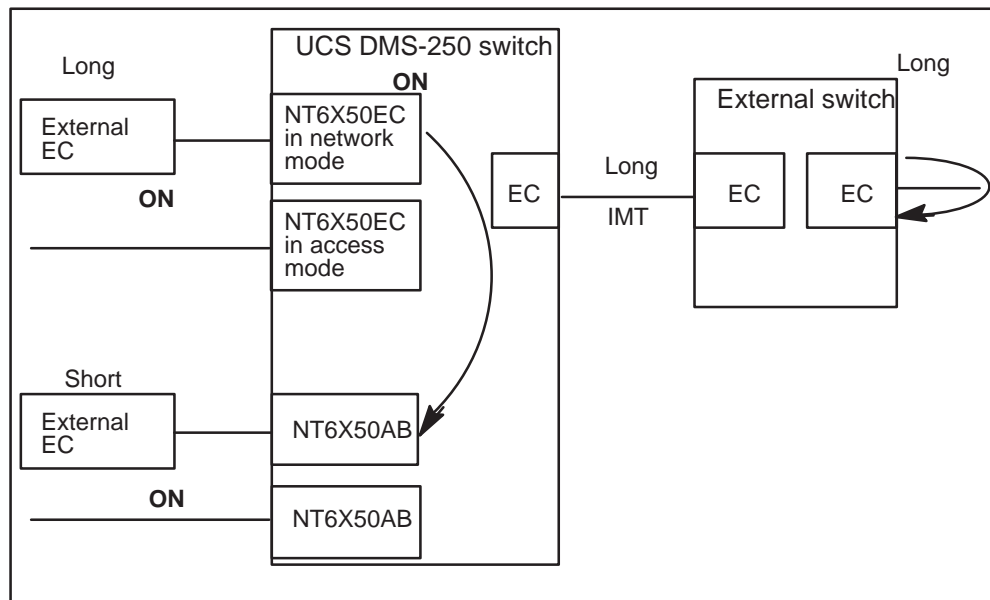 UCS DMS-250 switch
Long
ON
Long
NT6X50EC
in network
mode
External switch
External
EC
EC
Long
EC
EC
ON
IMT
NT6X50EC
in access
mode
Short
External
EC
NT6X50AB
ON
NT6X50AB